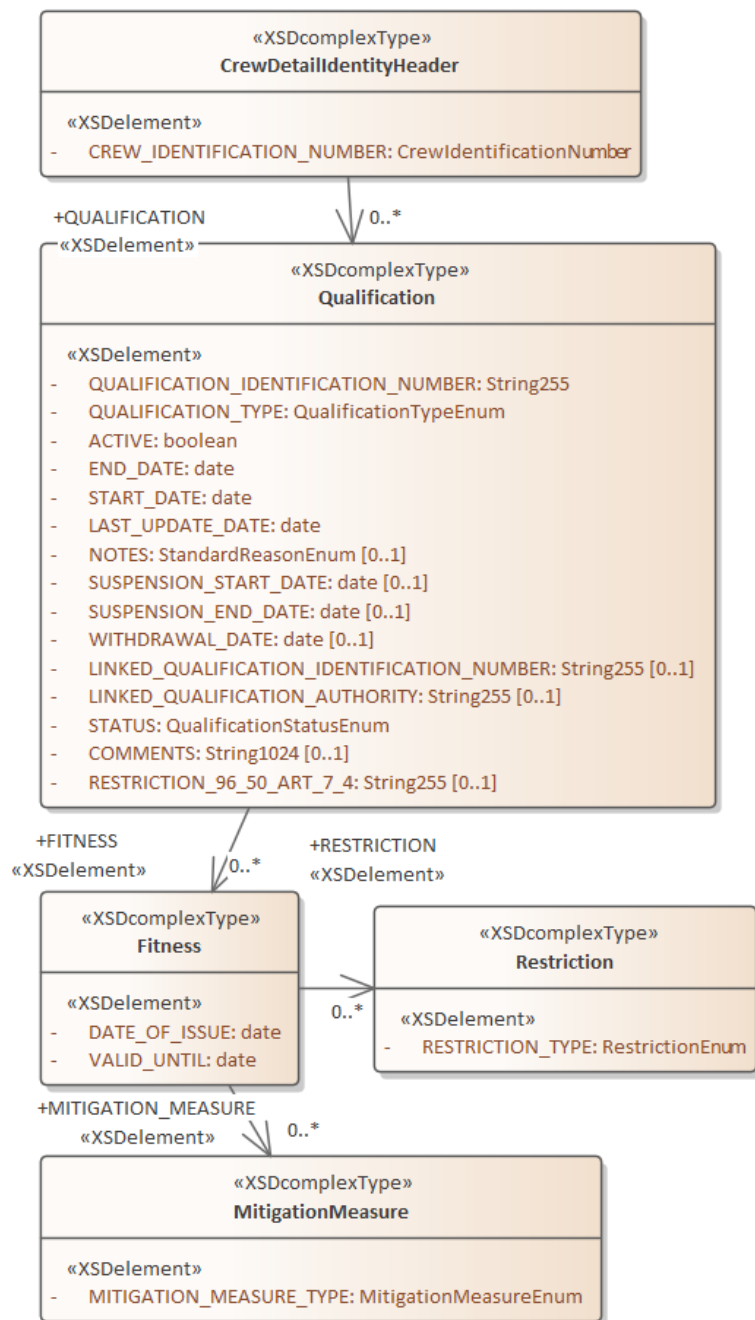 «XSDcomplexType»
CrewDetailIdentityHeader
«XSDelement»
- CREW_IDENTIFICATION_NUMBER: CrewIdentificationNumber
+QUALIFICATION
0..*
«XSDelement»
«XSDcomplexType»
Qualification
«XSDelement»
- QUALIFICATION_IDENTIFICATION_NUMBER: String255
- QUALIFICATION_TYPE: QualificationTypeEnum
- ACTIVE: boolean
- END_DATE: date
- START_DATE: date
- LAST_UPDATE_DATE: date
- NOTES: StandardReasonEnum [0..1]
- SUSPENSION_START_DATE: date [0..1]
- SUSPENSION_END_DATE: date [0..1]
- WITHDRAWAL_DATE: date [0..1]
- LINKED_QUALIFICATION_IDENTIFICATION_NUMBER: String255 [0..1]
- LINKED_QUALIFICATION_AUTHORITY: String255 [0..1]
- STATUS: QualificationStatusEnum
- COMMENTS: String1024 [0..1]
- RESTRICTION_96_50_ART_7_4: String255 [0..1]
+FITNESS
«XSDelement»
0..*
+RESTRICTION
«XSDelement»
«XSDcomplexType»
Fitness
«XSDelement»
- DATE_OF_ISSUE: date
- VALID_UNTIL: date
0..*
«XSDcomplexType»
Restriction
«XSDelement»
- RESTRICTION_TYPE: RestrictionEnum
+MITIGATION_MEASURE
«XSDelement»
0..*
«XSDcomplexType»
MitigationMeasure
«XSDelement»
- MITIGATION_MEASURE_TYPE: MitigationMeasureEnum